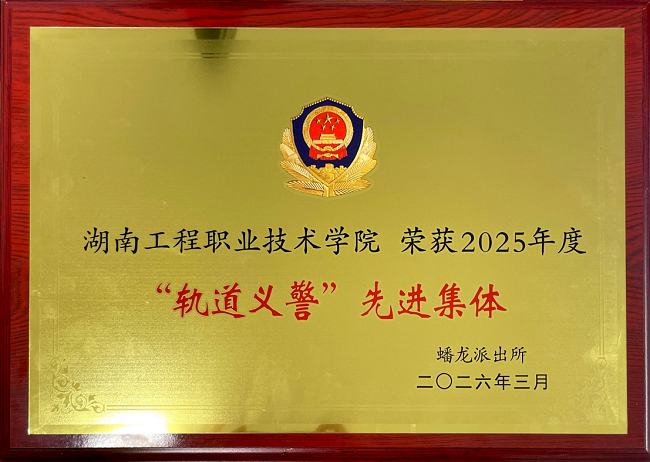 湖南工程职业技术学院 荣获2025年度
“轨道义警”先进集体
蟠龙派出所
二〇二六年三月